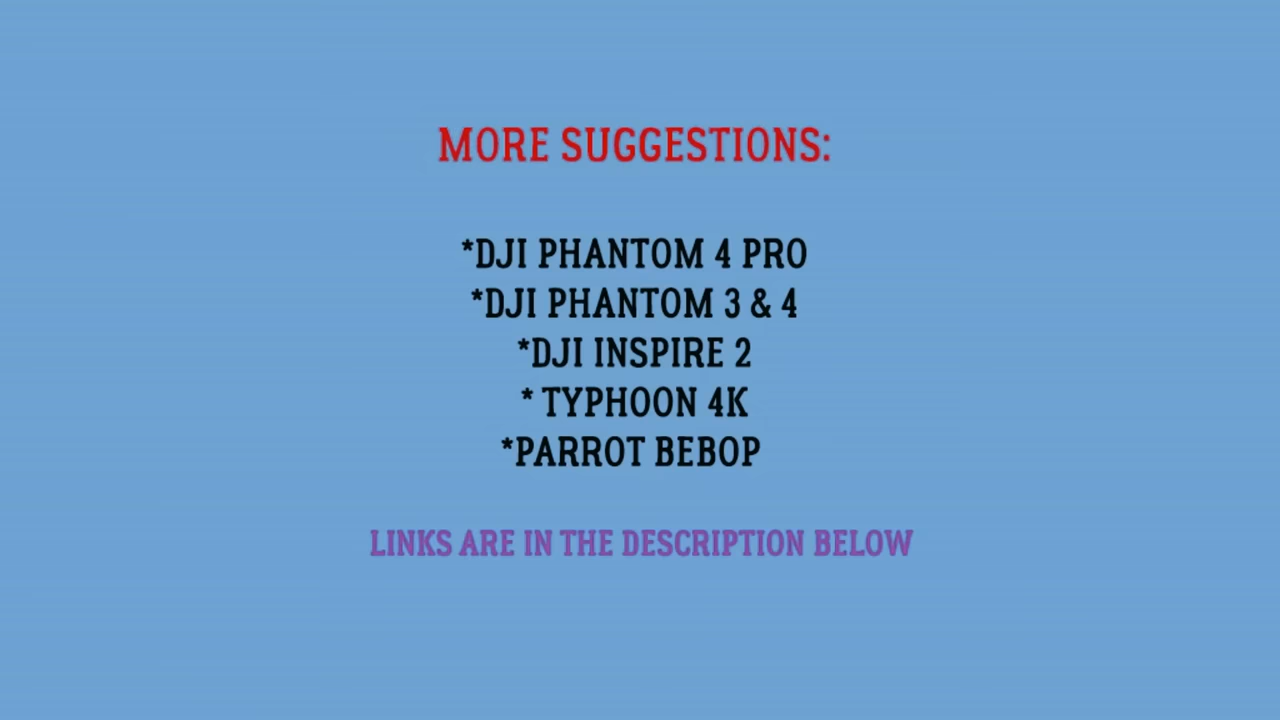 MORE SUGGESTIONS:
*DJI PHANTOM 4 PRO
*DJI PHANTOM 3 & 4
*DJI INSPIRE 2
* TYPHOON 4K
*PARROT BEBOP
LINKS ARE IN THE DESCRIPTION BELOW